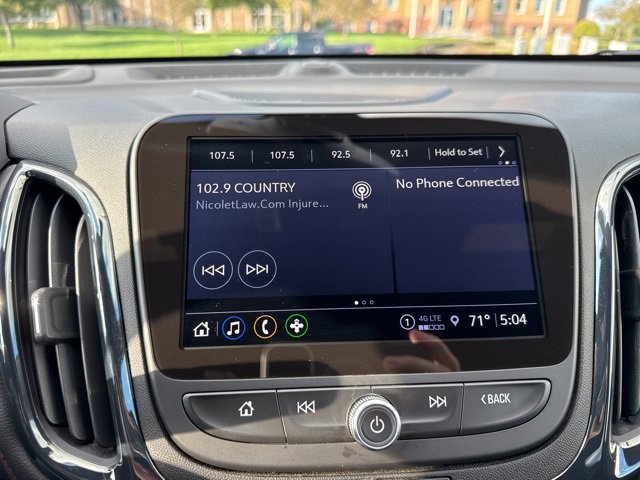 107.5 107.5 92.5 92.1 Hold to Set
102.9 COUNTRY
NicoletLaw.Com Injure...
FM
No Phone Connected
1 4G LTE 71° 5:04
<BACK